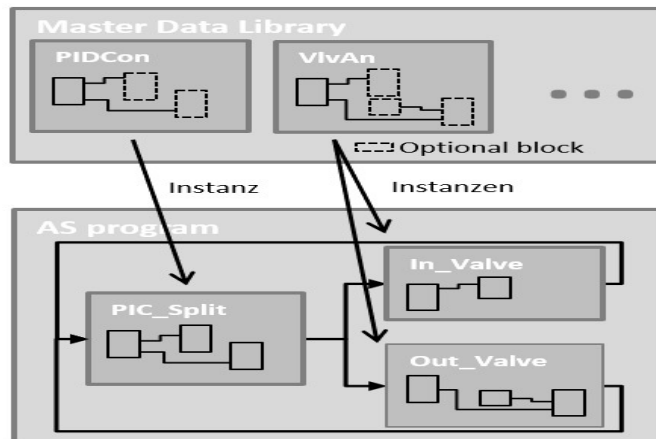 Master Data Library
PIDCon
VlvAn
Optional block
Instanz
Instanzen
AS program
In_Valve
PIC_Split
Out_Valve